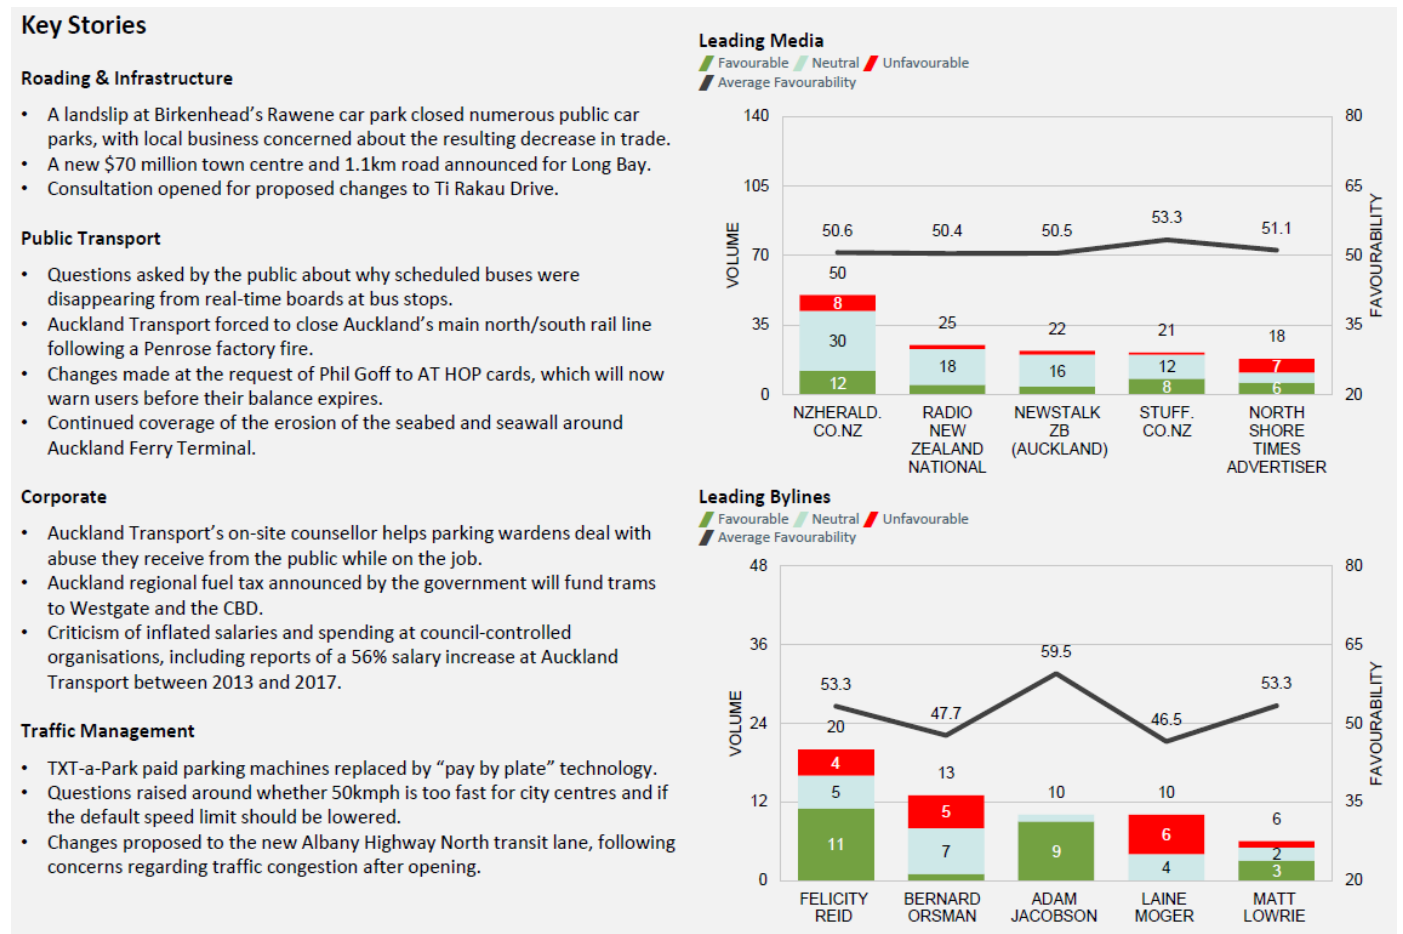 Key Stories
Roading & Infrastructure
• A landslip at Birkenhead's Rawene car park closed numerous public car
parks, with local business concerned about the resulting decrease in trade.
• A new $70 million town centre and 1.1km road announced for Long Bay.
• Consultation opened for proposed changes to Ti Rakau Drive.
Public Transport
• Questions asked by the public about why scheduled buses were
disappearing from real-time boards at bus stops.
• Auckland Transport forced to close Auckland's main north/south rail line
following a Penrose factory fire.
• Changes made at the request of Phil Goff to AT HOP cards, which will now
warn users before their balance expires.
• Continued coverage of the erosion of the seabed and seawall around
Auckland Ferry Terminal.
Corporate
• Auckland Transport's on-site counsellor helps parking wardens deal with
abuse they receive from the public while on the job.
• Auckland regional fuel tax announced by the government will fund trams
to Westgate and the CBD.
• Criticism of inflated salaries and spending at council-controlled
organisations, including reports of a 56% salary increase at Auckland
Transport between 2013 and 2017.
Traffic Management
• TXT-a-Park paid parking machines replaced by “pay by plate” technology.
• Questions raised around whether 50kmph is too fast for city centres and if
the default speed limit should be lowered.
• Changes proposed to the new Albany Highway North transit lane, following
concerns regarding traffic congestion after opening.
Leading Media
Favourable Neutral Unfavourable
Average Favourability
140 80
105 65
50.6 50.4 50.5 53.3 51.1
70 50
50
8
35 35
25 22 21 18
30
18 16 12 7
12 8 6
0 20
VOLUME
FAVOURABILITY
NZHERALD. RADIO NEWSTALK STUFF. NORTH
CO.NZ NEW ZB CO.NZ SHORE
ZEALAND (AUCKLAND) TIMES
NATIONAL ADVERTISER
Leading Bylines
Favourable Neutral Unfavourable
Average Favourability
48 80
36 65
59.5
53.3 47.7 46.5 53.3
24 50
20
13 10 10 6
12 35
4
5 5 6
11 7 9 4 2
3
0 20
VOLUME
FAVOURABILITY
FELICITY BERNARD ADAM LAINE MATT
REID ORSMAN JACOBSON MOGER LOWRIE